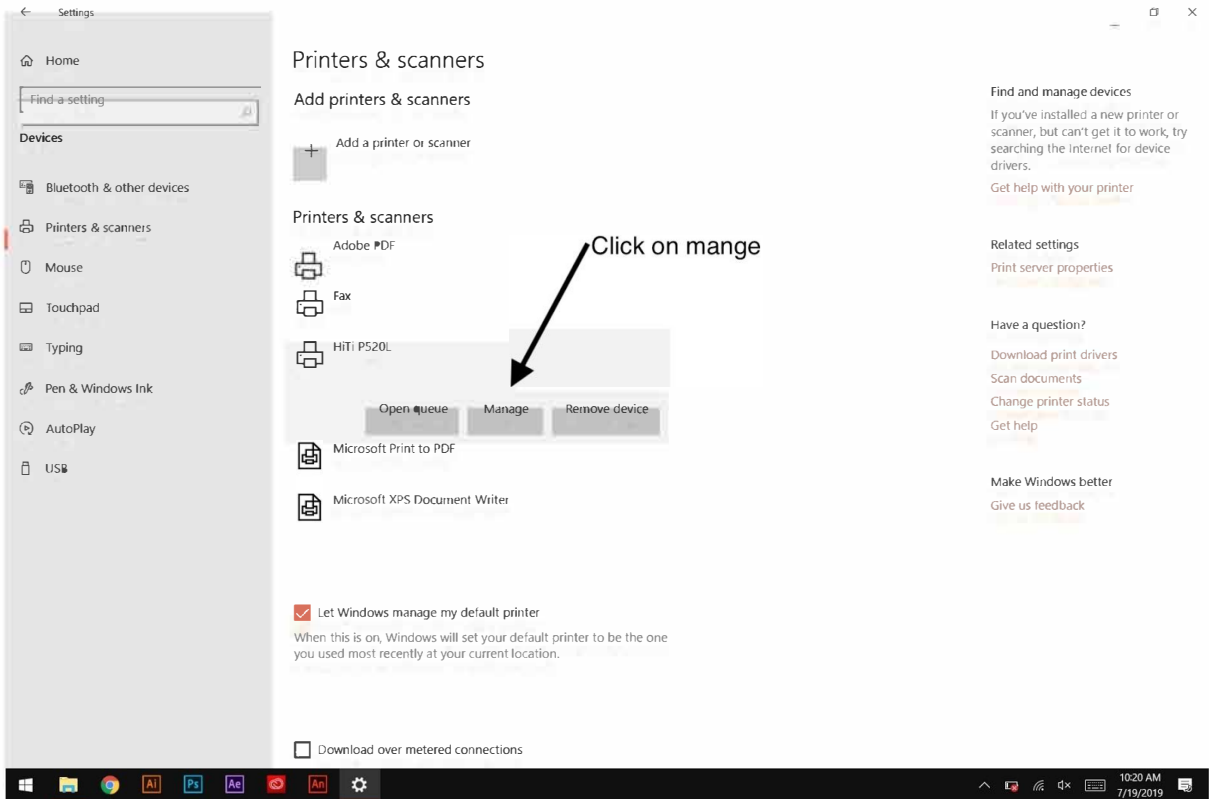 Settings
Home
Find a setting
Devices
Bluetooth & other devices
Printers & scanners
Mouse
Touchpad
Typing
Pen & Windows Ink
AutoPlay
USB
Printers & scanners
Add printers & scanners
Add a printer or scanner
Printers & scanners
Adobe PDF
Click on mange
Fax
HiTi P520L
Open queue
Manage
Remove device
Microsoft Print to PDF
Microsoft XPS Document Writer
Let Windows manage my default printer
When this is on, Windows will set your default printer to be the one
you used most recently at your current location.
Download over metered connections
Find and manage devices
If you've installed a new printer or
scanner, but can't get it to work, try
searching the Internet for device
drivers.
Get help with your printer
Related settings
Print server properties
Have a question?
Download print drivers
Scan documents
Change printer status
Get help
Make Windows better
Give us feedback
Ai
Ps
Ae
An
10:20 AM
7/19/2019